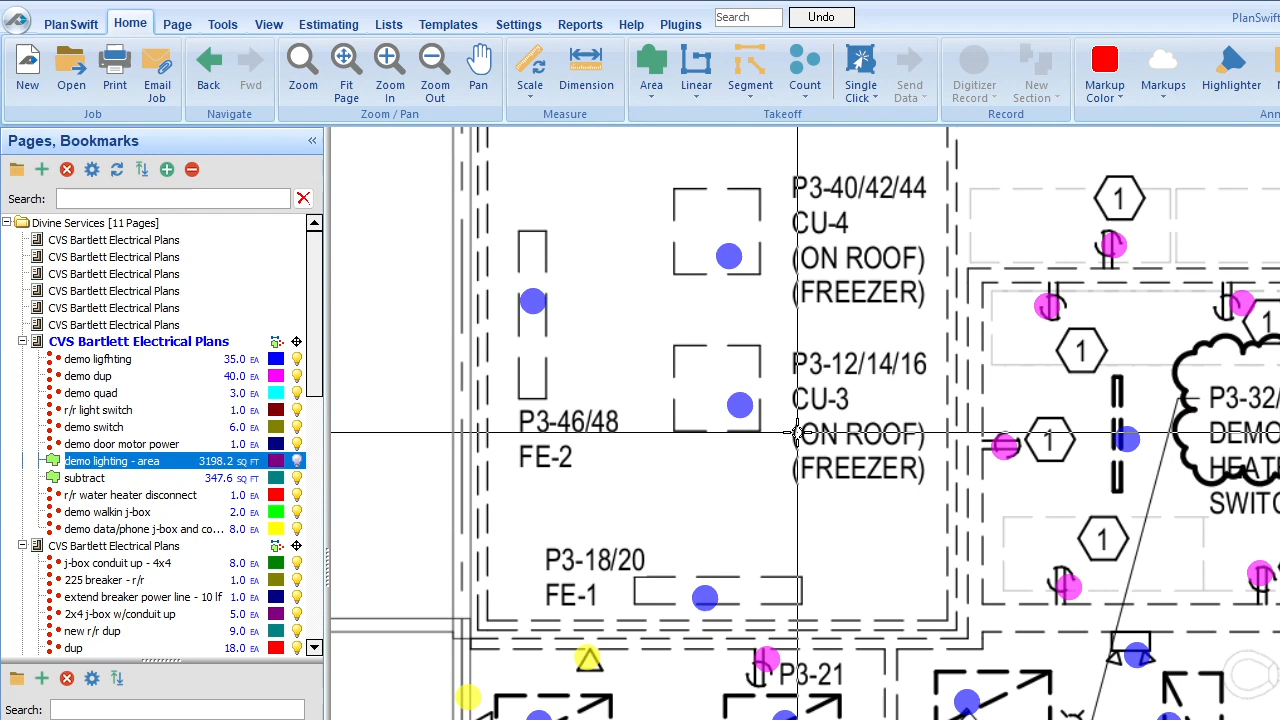 PlanSwift Home Page Tools View Estimating Lists Templates Settings Reports Help Plugins Search Undo PlanSwift
New Open Print Email Job Back Fwd Zoom Fit Page Zoom In Zoom Out Pan Scale Dimension Area Linear Segment Count Single Click Send Data Digitizer Record New Section Markup Color Markups Highlighter
Job Navigate Zoom / Pan Measure Takeoff Record
Pages, Bookmarks
Search:
Divine Services [11 Pages]
CVS Bartlett Electrical Plans
CVS Bartlett Electrical Plans
CVS Bartlett Electrical Plans
CVS Bartlett Electrical Plans
CVS Bartlett Electrical Plans
CVS Bartlett Electrical Plans
CVS Bartlett Electrical Plans
demo ligfhting 35.0 EA
demo dup 40.0 EA
demo quad 3.0 EA
r/r light switch 1.0 EA
demo switch 6.0 EA
demo door motor power 1.0 EA
demo lighting - area 3198.2 SQ FT
subtract 347.6 SQ FT
r/r water heater disconnect 1.0 EA
demo walkin j-box 2.0 EA
demo data/phone j-box and co... 8.0 EA
CVS Bartlett Electrical Plans
j-box conduit up - 4x4 8.0 EA
225 breaker - r/r 1.0 EA
extend breaker power line - 10 lf 1.0 EA
2x4 j-box w/conduit up 5.0 EA
new r/r dup 9.0 EA
dup 18.0 EA
Search:
P3-40/42/44
CU-4
(ON ROOF)
(FREEZER)
P3-12/14/16
CU-3
(ON ROOF)
(FREEZER)
P3-46/48
FE-2
P3-18/20
FE-1
P3-21
1
1
1
1
1
P3-32/
DEMO
HEATE
SWITC